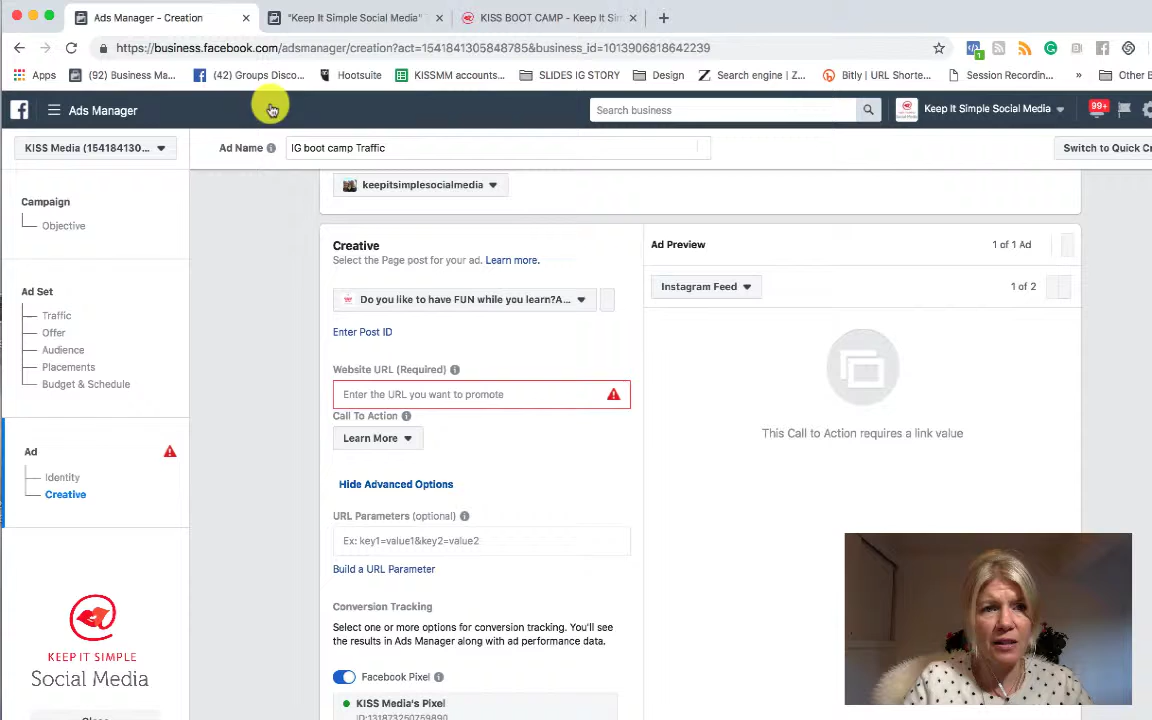 Ads Manager - Creation
"Keep It Simple Social Media"
KISS BOOT CAMP - Keep It Sim
https://business.facebook.com/adsmanager/creation?act=1541841305848785&business_id=1013906818642239
Apps
(92) Business Ma...
(42) Groups Disco...
Hootsuite
KISSMM accounts...
SLIDES IG STORY
Design
Search engine | Z...
Bitly | URL Shorte...
Session Recordin...
»
Other B
Ads Manager
Search business
Keep It Simple Social Media
99+
KISS Media (154184130...
Ad Name
IG boot camp Traffic
Switch to Quick Cr
Campaign
Objective
Ad Set
Traffic
Offer
Audience
Placements
Budget & Schedule
Ad
Identity
Creative
KEEP IT SIMPLE
Social Media
Close
keepitsimplesocialmedia
Creative
Select the Page post for your ad. Learn more.
Do you like to have FUN while you learn?A...
Enter Post ID
Website URL (Required)
Enter the URL you want to promote
Call To Action
Learn More
Hide Advanced Options
URL Parameters (optional)
Ex: key1=value1&key2=value2
Build a URL Parameter
Conversion Tracking
Select one or more options for conversion tracking. You'll see
the results in Ads Manager along with ad performance data.
Facebook Pixel
KISS Media's Pixel
ID:1318732507598​90
Ad Preview
1 of 1 Ad
Instagram Feed
1 of 2
This Call to Action requires a link value